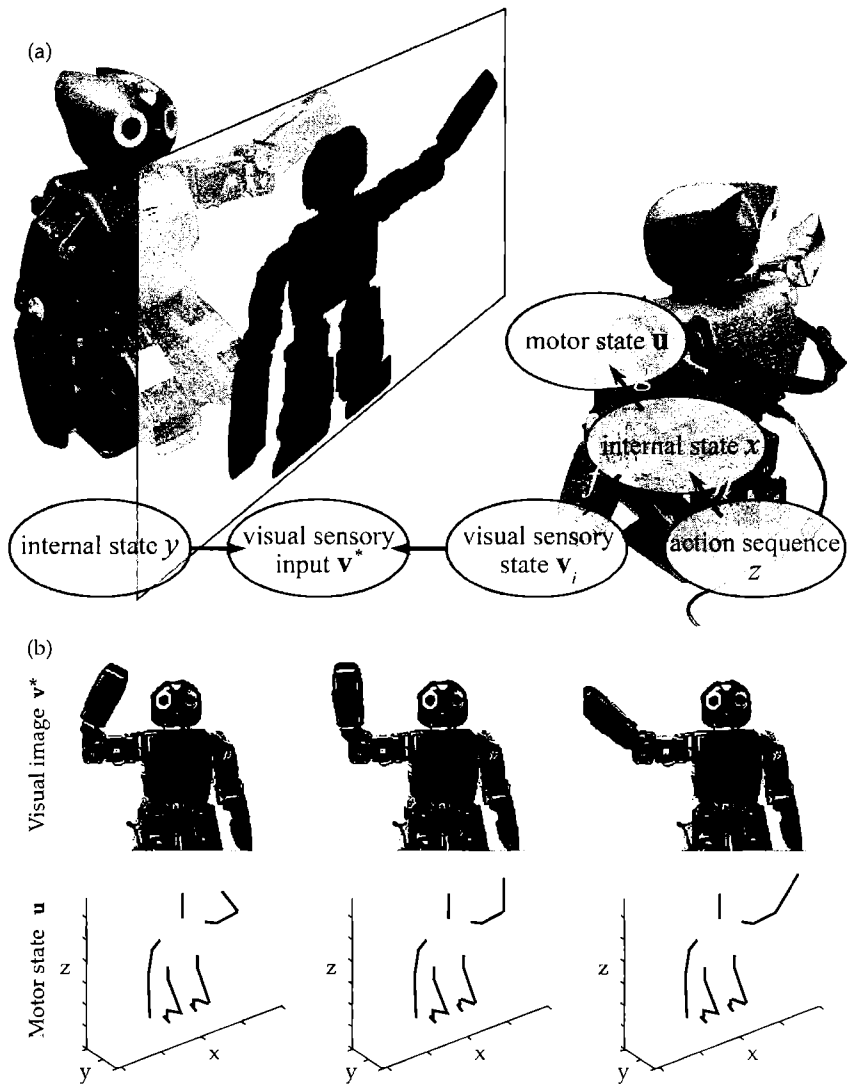 (a)
motor state u
internal state x
internal state y
visual sensory
input v*
visual sensory
state v_i
action sequence
z
(b)
Visual image v*
Motor state u
z
y
x
z
y
x
z
y
x